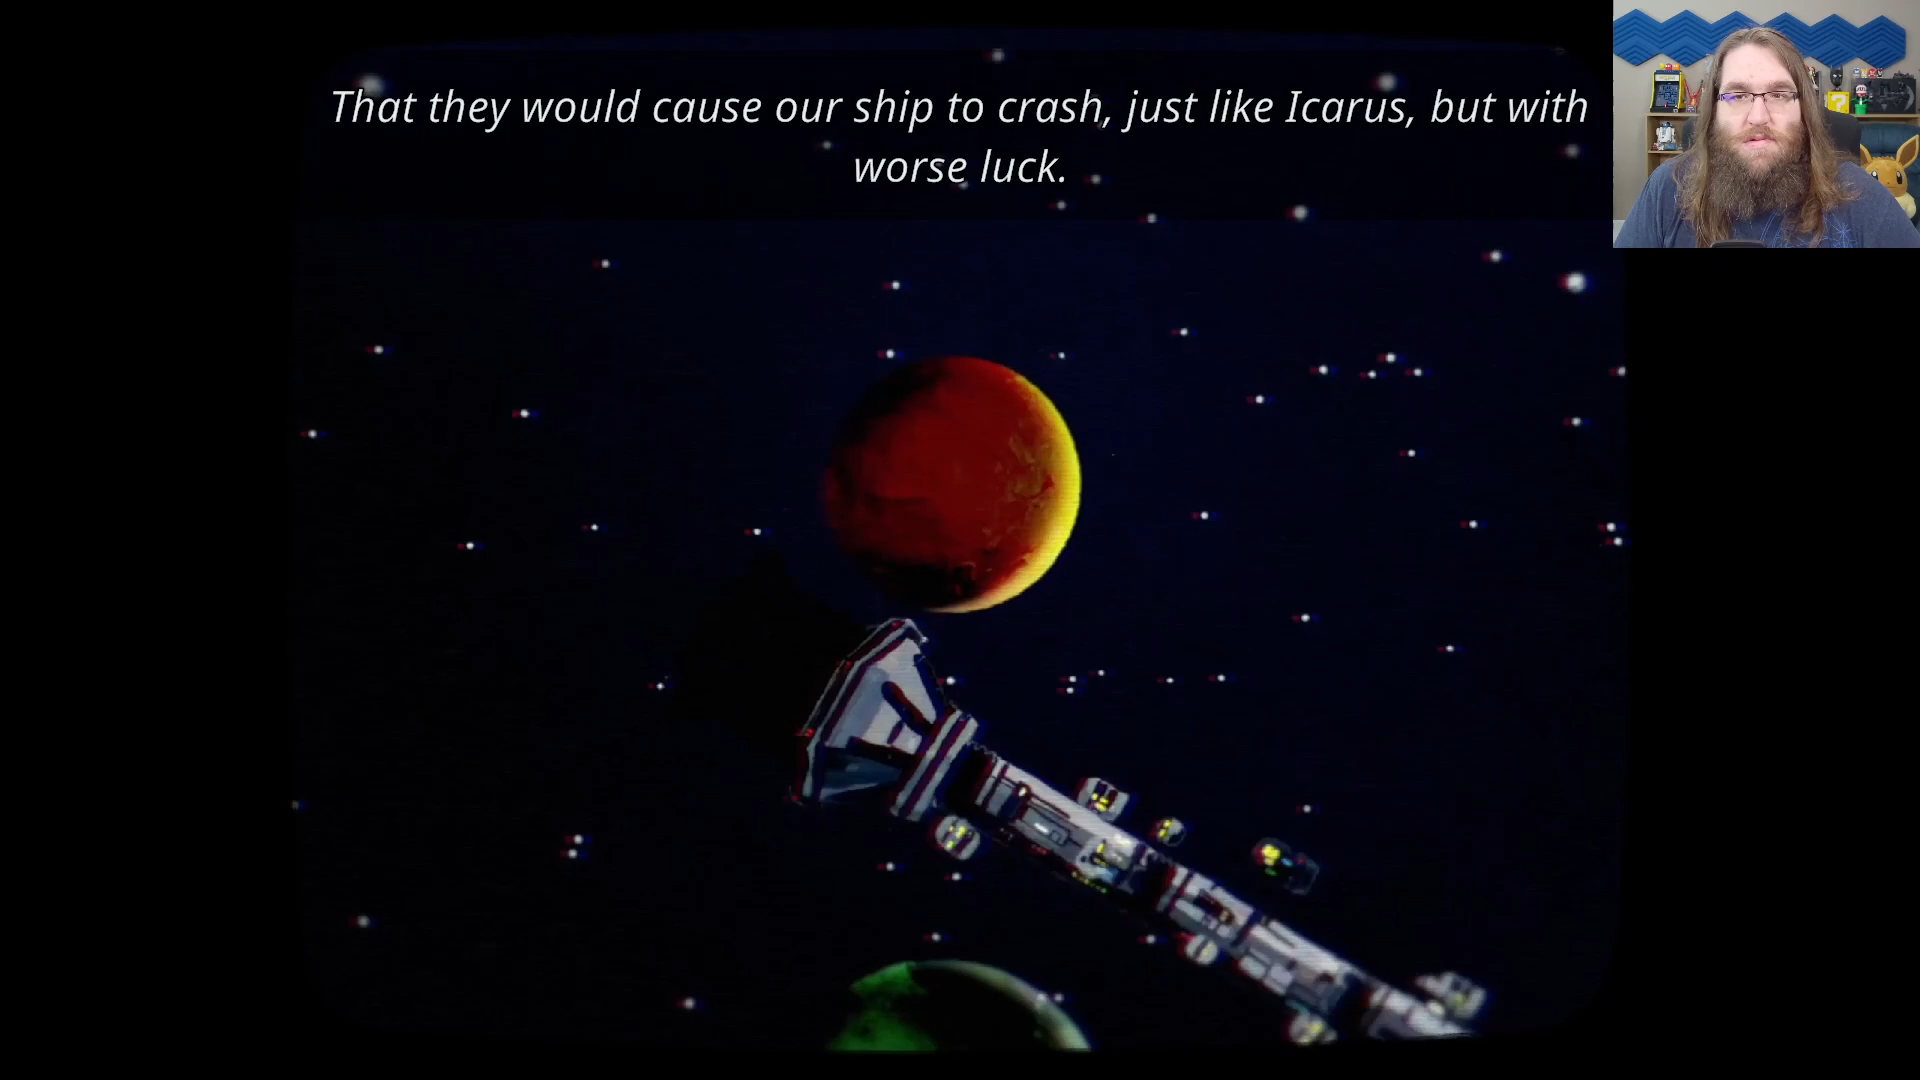 That they would cause our ship to crash, just like Icarus, but with
worse luck.